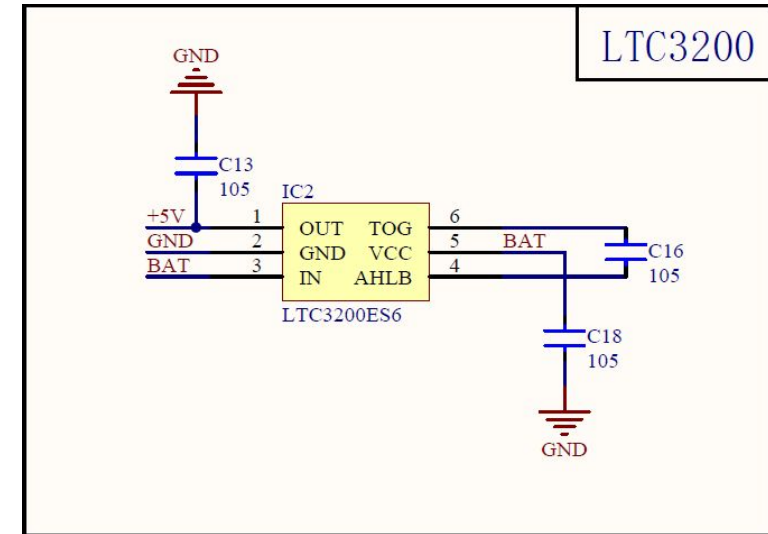 LTC3200
GND
C13
105
IC2
+5V 1 OUT TOG 6
GND 2 GND VCC 5 BAT
BAT 3 IN AHLB 4
C16
105
LTC3200ES6
C18
105
GND